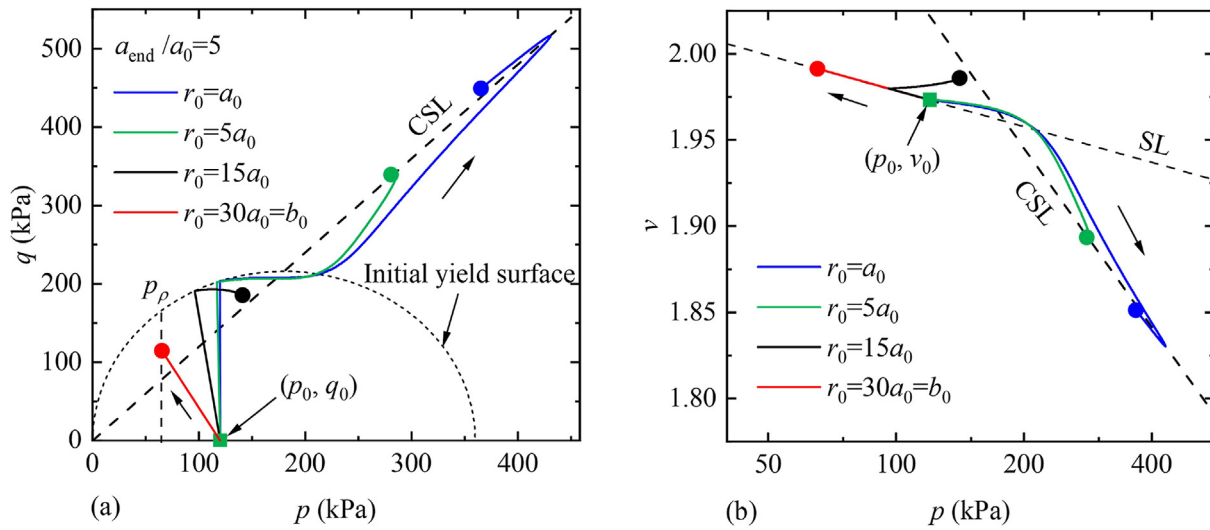 a_end /a_0=5
r_0=a_0
r_0=5a_0
r_0=15a_0
r_0=30a_0=b_0
CSL
Initial yield surface
p_ρ
(p_0, q_0)
500
400
300
200
100
0
q (kPa)
0 100 200 300 400
(a) p (kPa)
2.00
1.95
1.90
1.85
1.80
v
(p_0, v_0)
SL
CSL
r_0=a_0
r_0=5a_0
r_0=15a_0
r_0=30a_0=b_0
50 100 200 400
(b) p (kPa)